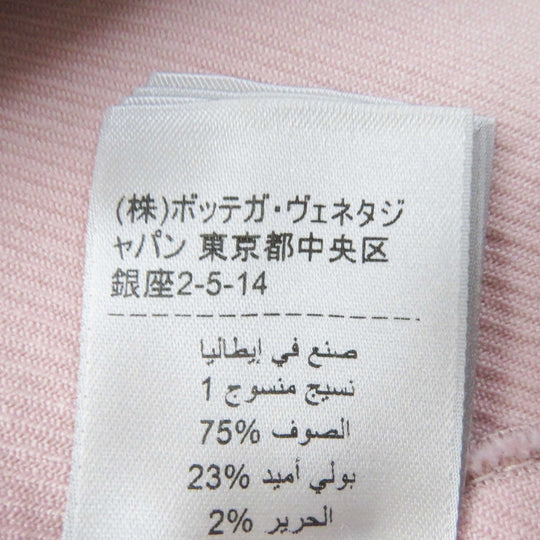 (株)ボッテガ・ヴェネタジ
ャパン 東京都中央区
銀座2-5-14
صنع في إيطاليا
نسيج منسوج 1
الصوف %75
بولي أميد %23
الحرير %2